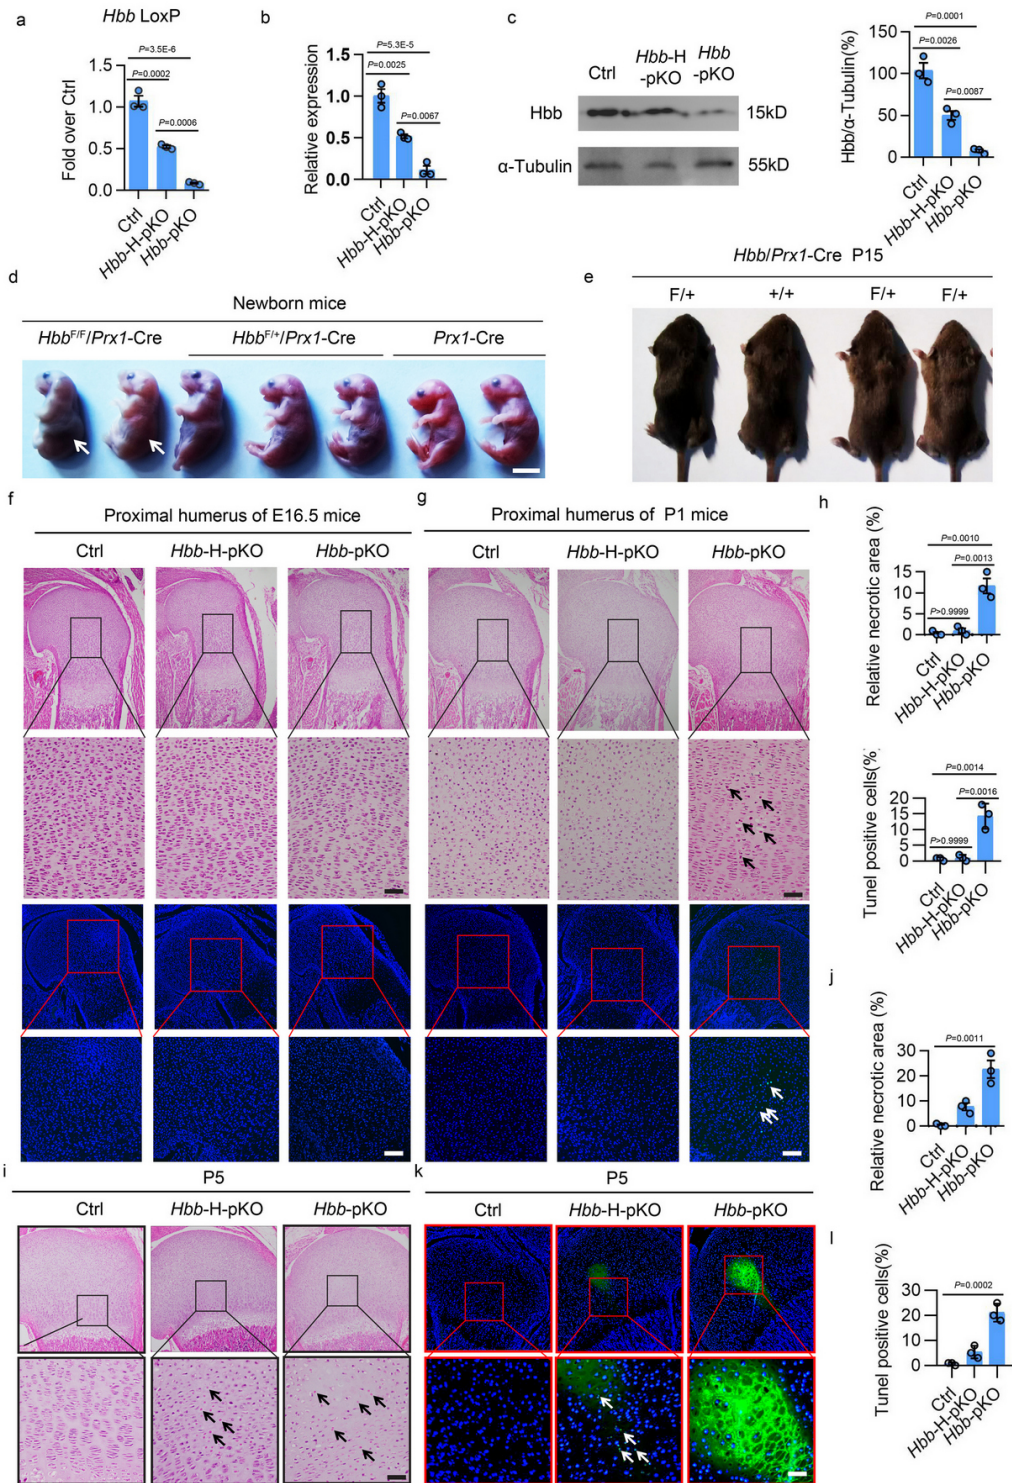 a
Hbb LoxP
P=3.5E-6
P=0.0002
P=0.0006
Fold over Ctrl
1.5
1.0
0.5
0.0
Ctrl
Hbb-H-pKO
Hbb-pKO
b
P=5.3E-5
P=0.0025
P=0.0067
Relative expression
1.5
1.0
0.5
0.0
Ctrl
Hbb-H-pKO
Hbb-pKO
c
Ctrl
Hbb-H
-pKO
Hbb
-pKO
Hbb
15kD
α-Tubulin
55kD
P=0.0001
P=0.0026
P=0.0087
Hbb/α-Tubulin(%)
150
100
50
0
Ctrl
Hbb-H-pKO
Hbb-pKO
d
Newborn mice
HbbF/F/Prx1-Cre
HbbF/+/Prx1-Cre
Prx1-Cre
e
Hbb/Prx1-Cre P15
F/+
+/+
F/+
F/+
f
Proximal humerus of E16.5 mice
Ctrl
Hbb-H-pKO
Hbb-pKO
g
Proximal humerus of P1 mice
Ctrl
Hbb-H-pKO
Hbb-pKO
h
P=0.0010
P=0.0013
P>0.9999
Relative necrotic area (%)
15
10
5
0
Ctrl
Hbb-H-pKO
Hbb-pKO
P=0.0014
P=0.0016
P>0.9999
Tunel positive cells(%)
20
15
10
5
0
Ctrl
Hbb-H-pKO
Hbb-pKO
i
P5
Ctrl
Hbb-H-pKO
Hbb-pKO
j
P=0.0011
Relative necrotic area (%)
30
20
10
0
Ctrl
Hbb-H-pKO
Hbb-pKO
k
P5
Ctrl
Hbb-H-pKO
Hbb-pKO
l
P=0.0002
Tunel positive cells(%)
30
20
10
0
Ctrl
Hbb-H-pKO
Hbb-pKO